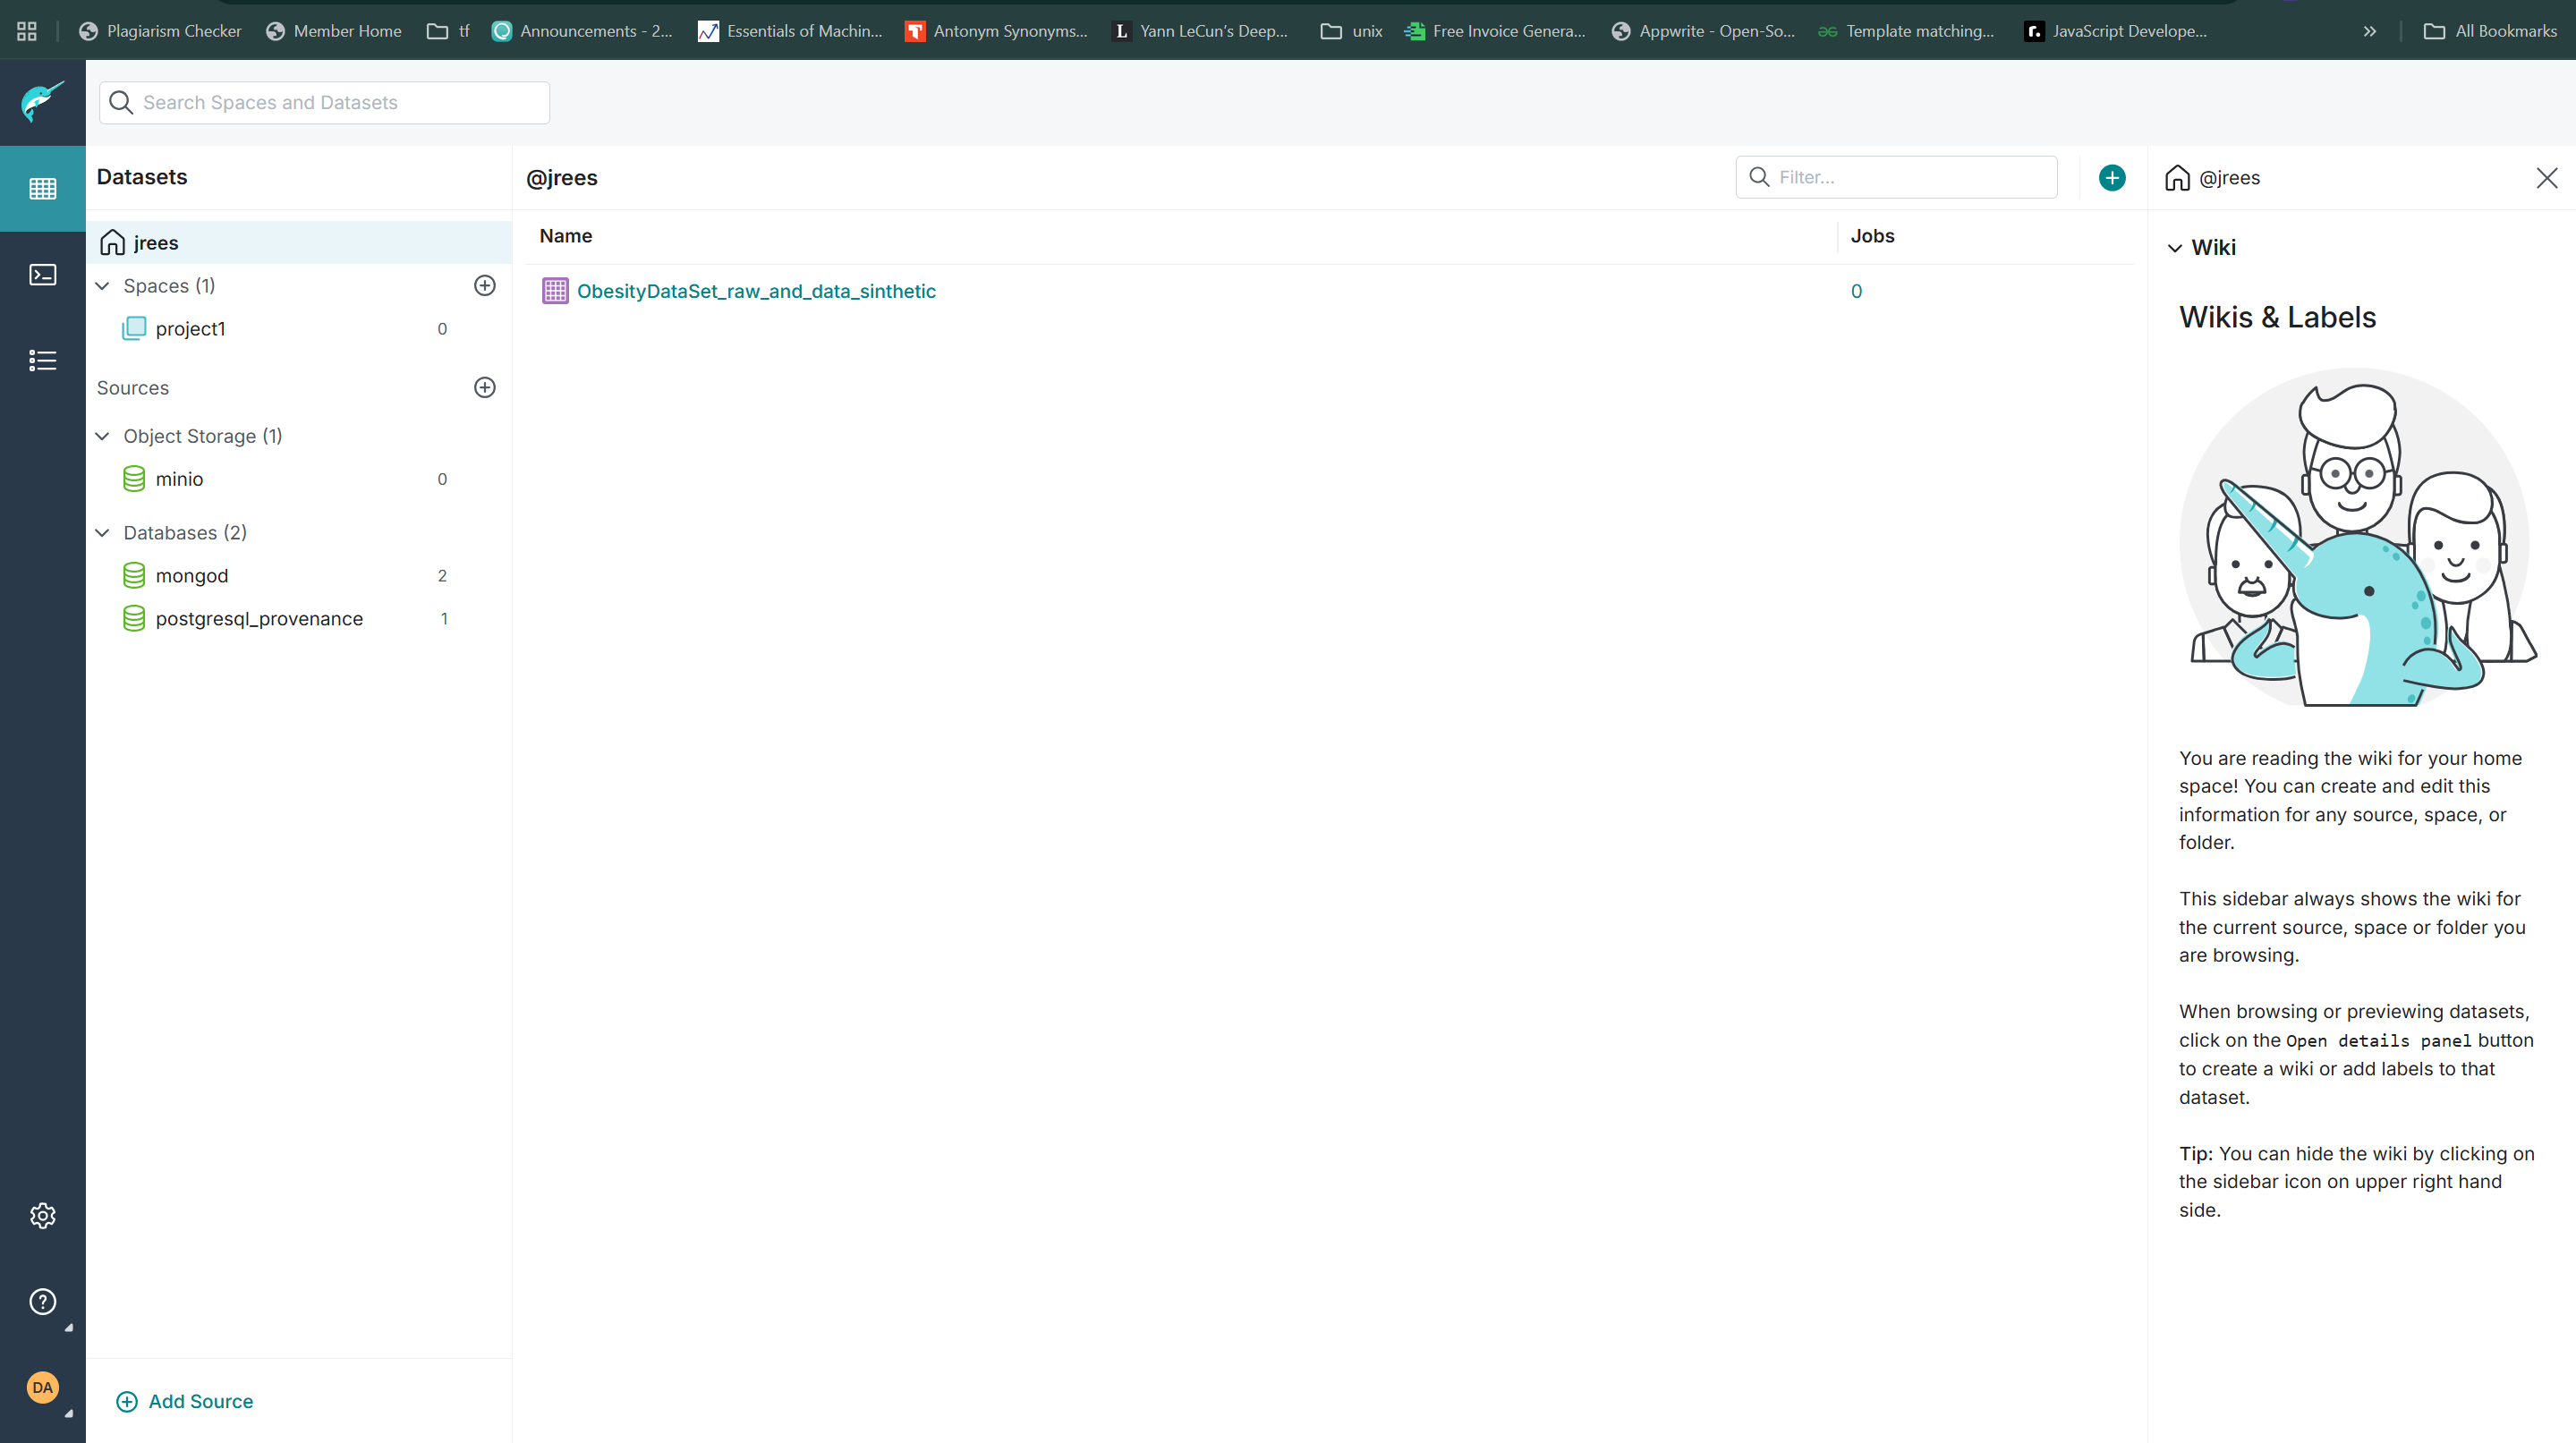 Plagiarism Checker
Member Home
tf
Announcements - 2...
Essentials of Machin...
Antonym Synonyms...
Yann LeCun's Deep...
unix
Free Invoice Genera...
Appwrite - Open-So...
Template matching...
JavaScript Develope...
»
All Bookmarks
Search Spaces and Datasets
Datasets
jrees
Spaces (1)
project1 0
Sources
Object Storage (1)
minio 0
Databases (2)
mongod 2
postgresql_provenance 1
DA
Add Source
@jrees
Filter...
Name Jobs
ObesityDataSet_raw_and_data_sinthetic 0
@jrees
Wiki
Wikis & Labels
You are reading the wiki for your home
space! You can create and edit this
information for any source, space, or
folder.
This sidebar always shows the wiki for
the current source, space or folder you
are browsing.
When browsing or previewing datasets,
click on the Open details panel button
to create a wiki or add labels to that
dataset.
Tip: You can hide the wiki by clicking on
the sidebar icon on upper right hand
side.